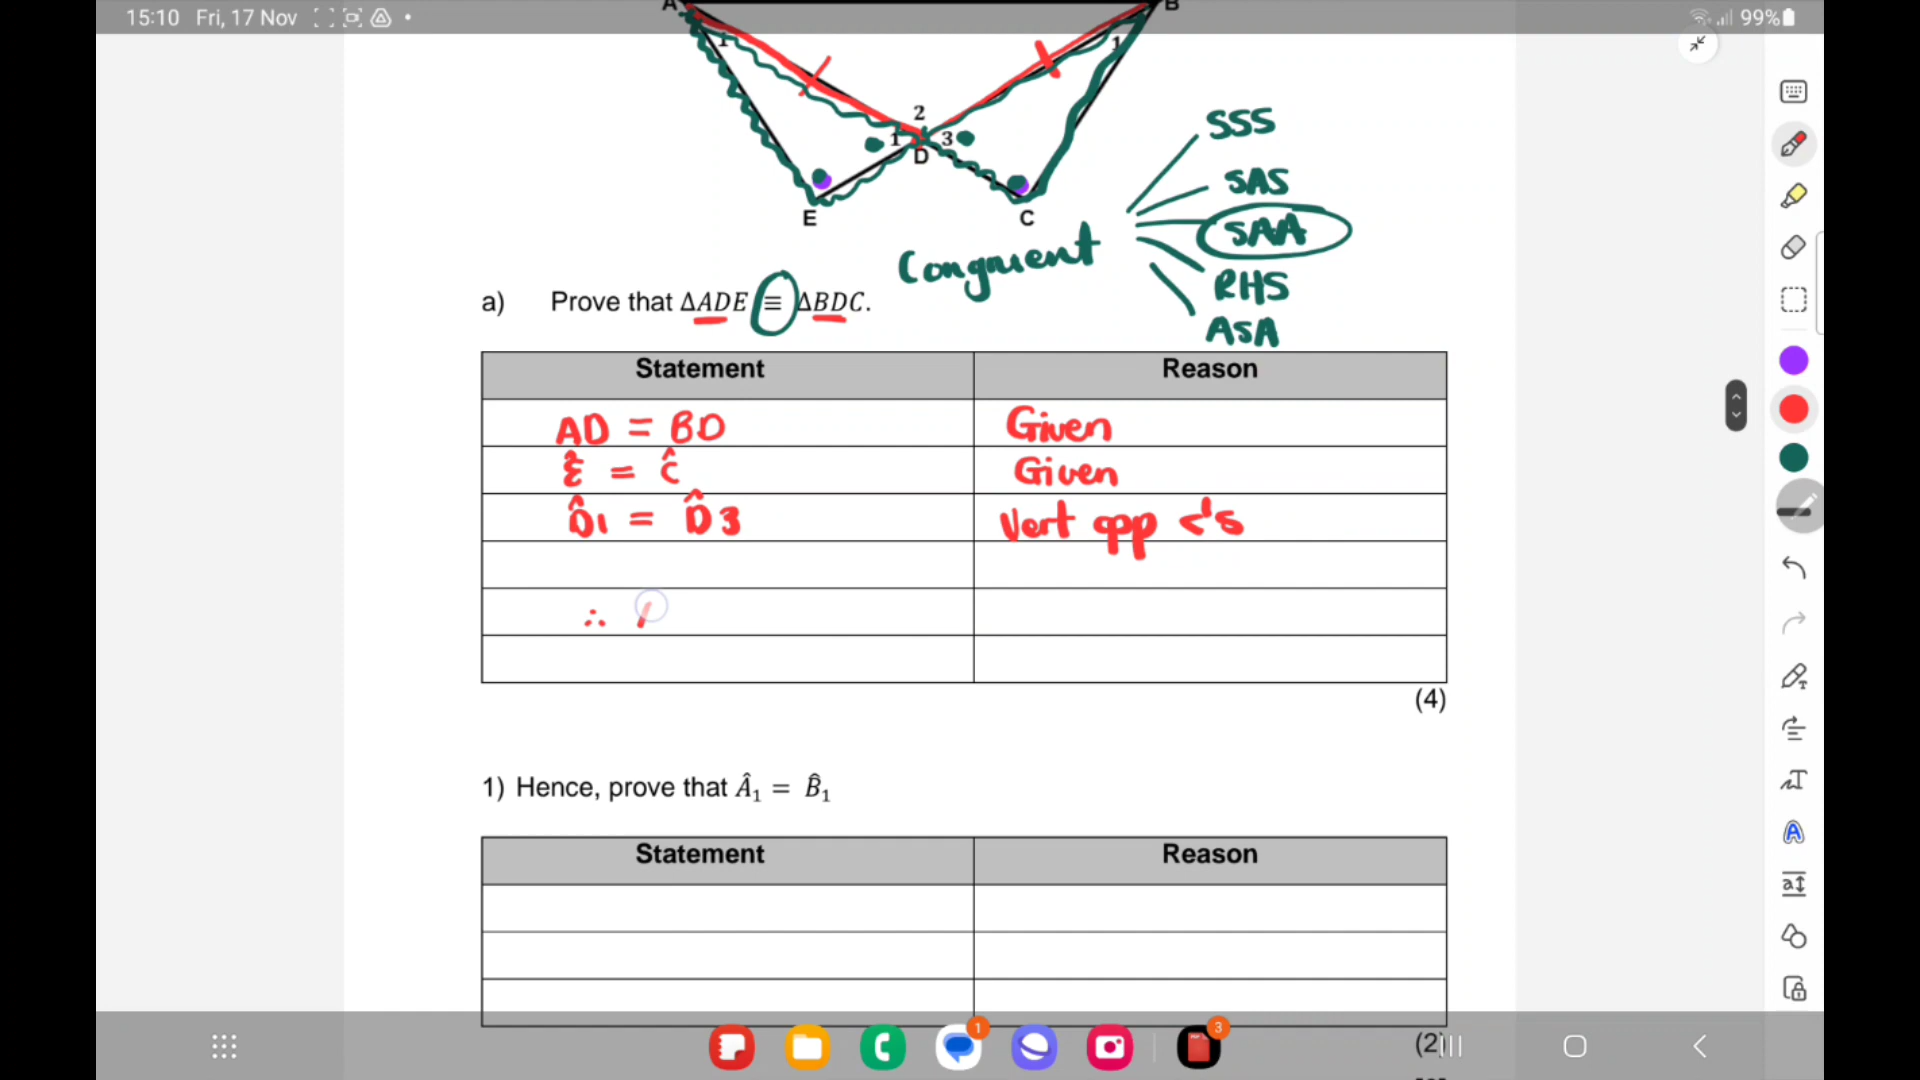 15:10 Fri, 17 Nov
99%
A
B
1
1
2
1
3
D
E
C
SSS
SAS
SAA
RHS
ASA
Congruent
a) Prove that ΔADE ≡ ΔBDC.
Statement Reason
AD = BD Given
Ê = Ĉ Given
D̂1 = D̂3 Vert opp <'s
∴
(4)
1) Hence, prove that Â₁ = B̂₁
Statement Reason
(2)
1
3